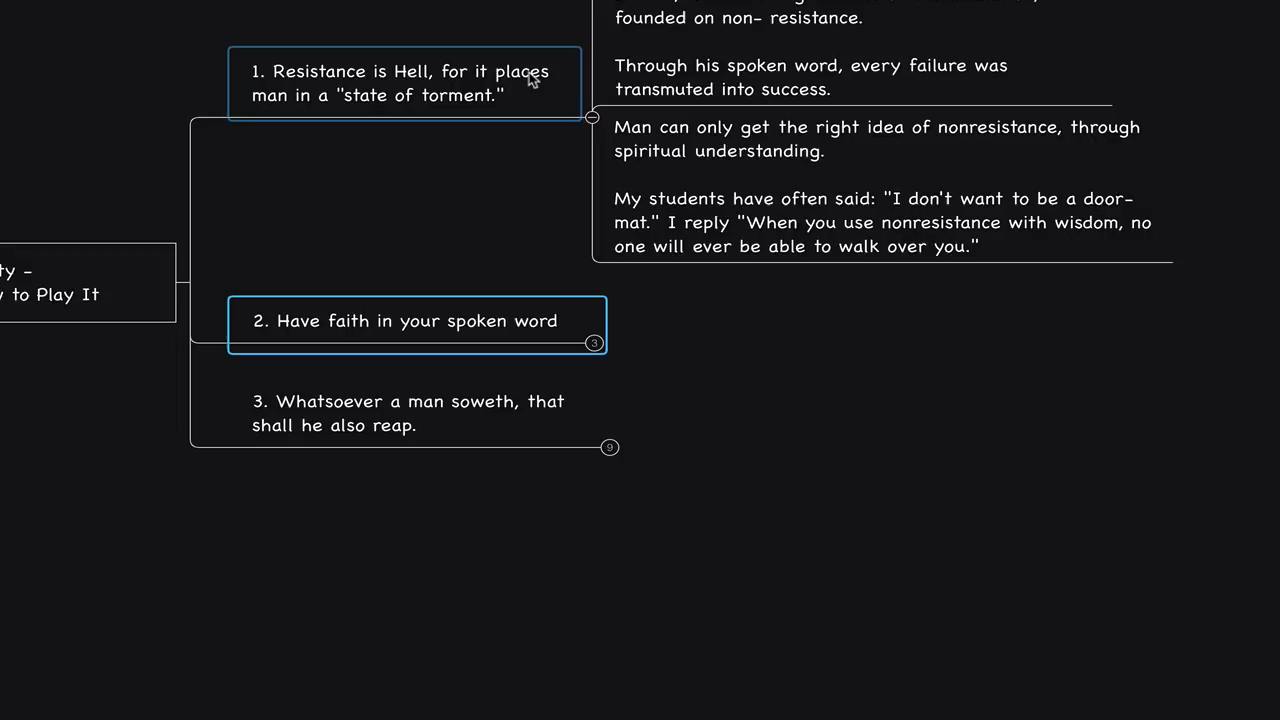 founded on non- resistance.
Through his spoken word, every failure was
transmuted into success.
1. Resistance is Hell, for it places
man in a "state of torment."
Man can only get the right idea of nonresistance, through
spiritual understanding.
My students have often said: "I don't want to be a door-
mat." I reply "When you use nonresistance with wisdom, no
one will ever be able to walk over you."
ty -
to Play It
2. Have faith in your spoken word
3
3. Whatsoever a man soweth, that
shall he also reap.
9